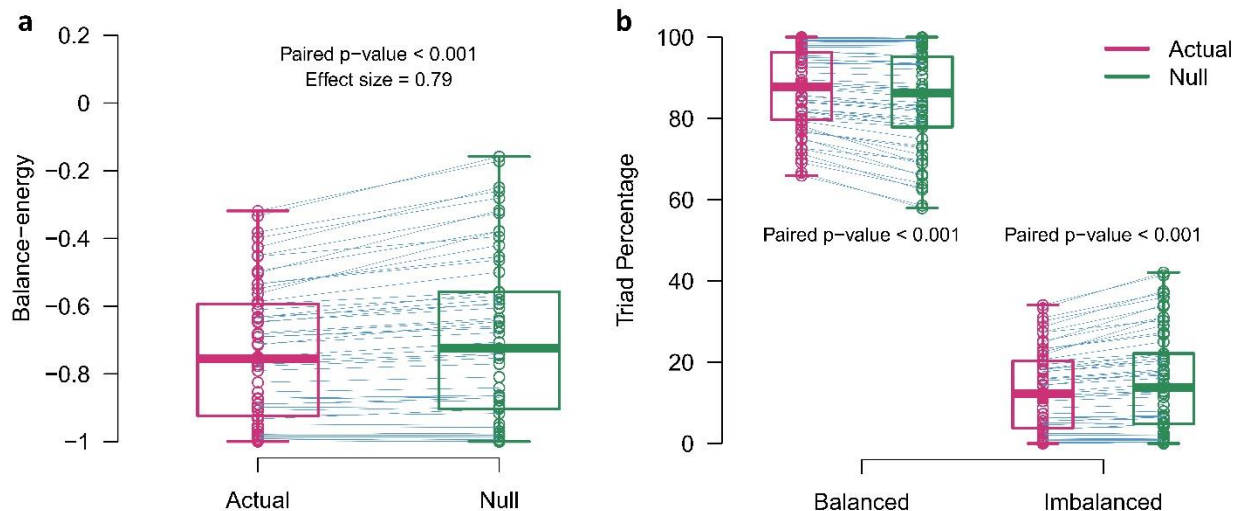 a
0.2
0
−0.2
−0.4
−0.6
−0.8
−1
Balance−energy
Paired p−value < 0.001
Effect size = 0.79
Actual
Null
b
100
80
60
40
20
0
Triad Percentage
Actual
Null
Paired p−value < 0.001
Paired p−value < 0.001
Balanced
Imbalanced